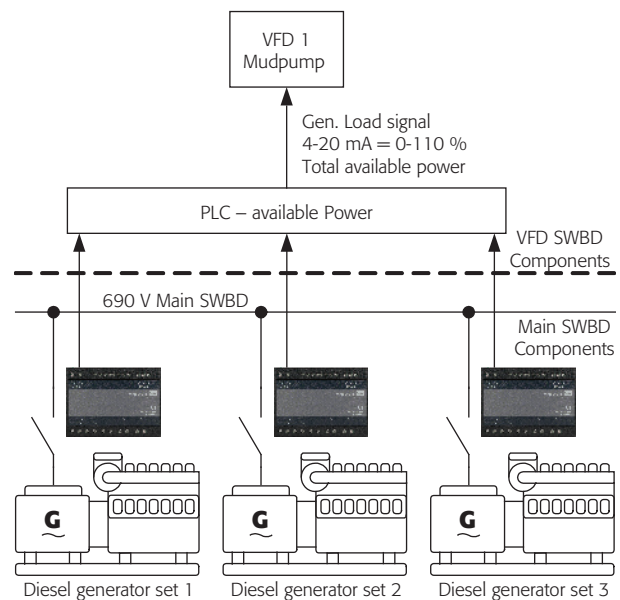 VFD 1
Mudpump
Gen. Load signal
4-20 mA = 0-110 %
Total available power
PLC – available Power
VFD SWBD
Components
690 V Main SWBD
Main SWBD
Components
G
G
G
Diesel generator set 1
Diesel generator set 2
Diesel generator set 3